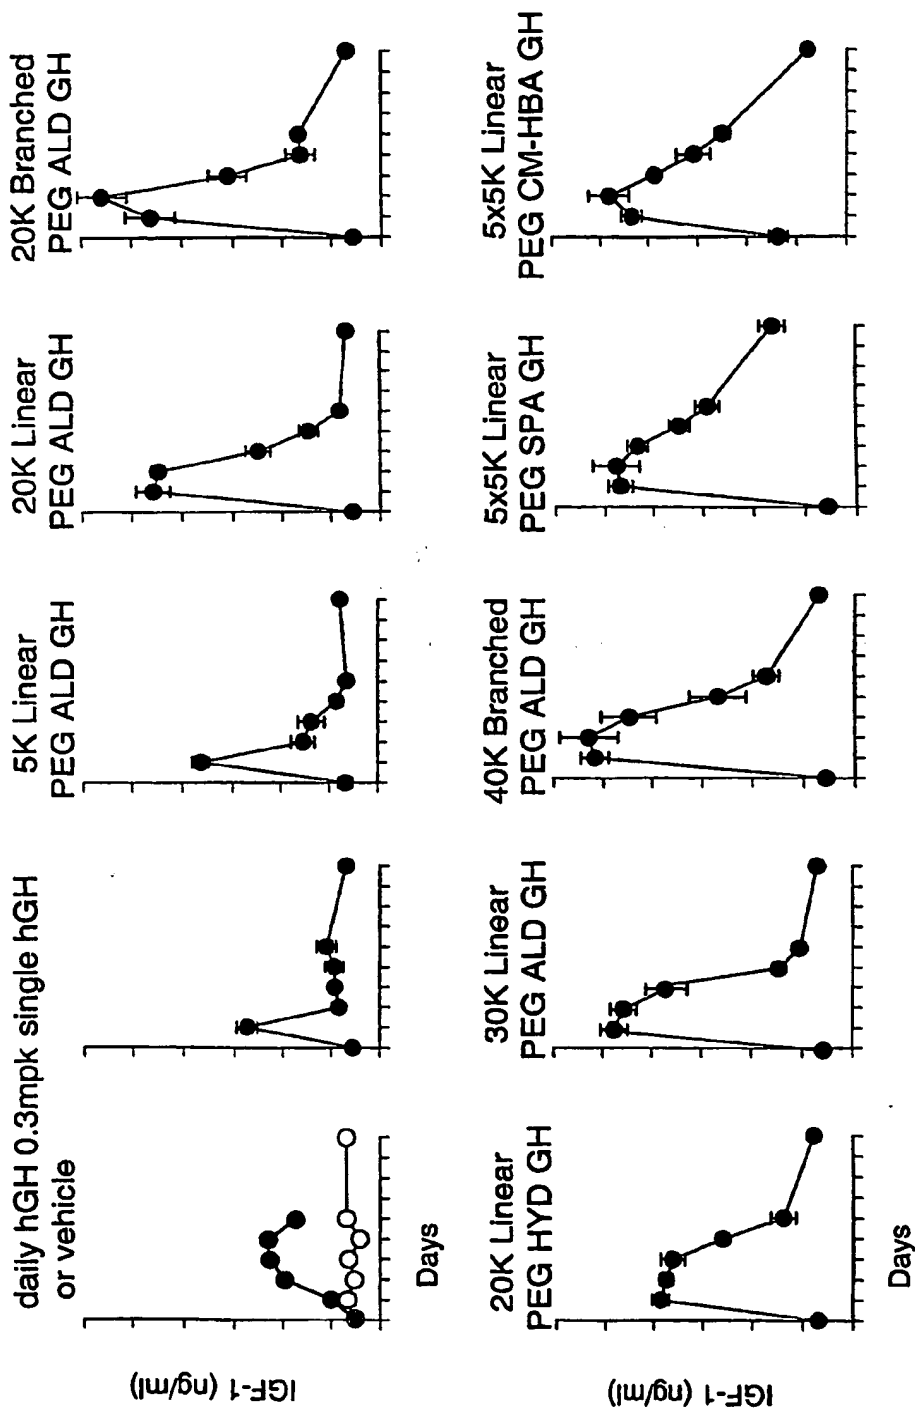 daily hGH 0.3mpk single hGH
or vehicle
5K Linear
PEG ALD GH
20K Linear
PEG ALD GH
20K Branched
PEG ALD GH
IGF-1 (ng/ml)
Days
20K Linear
PEG HYD GH
30K Linear
PEG ALD GH
40K Branched
PEG ALD GH
5x5K Linear
PEG SPA GH
5x5K Linear
PEG CM-HBA GH
IGF-1 (ng/ml)
Days